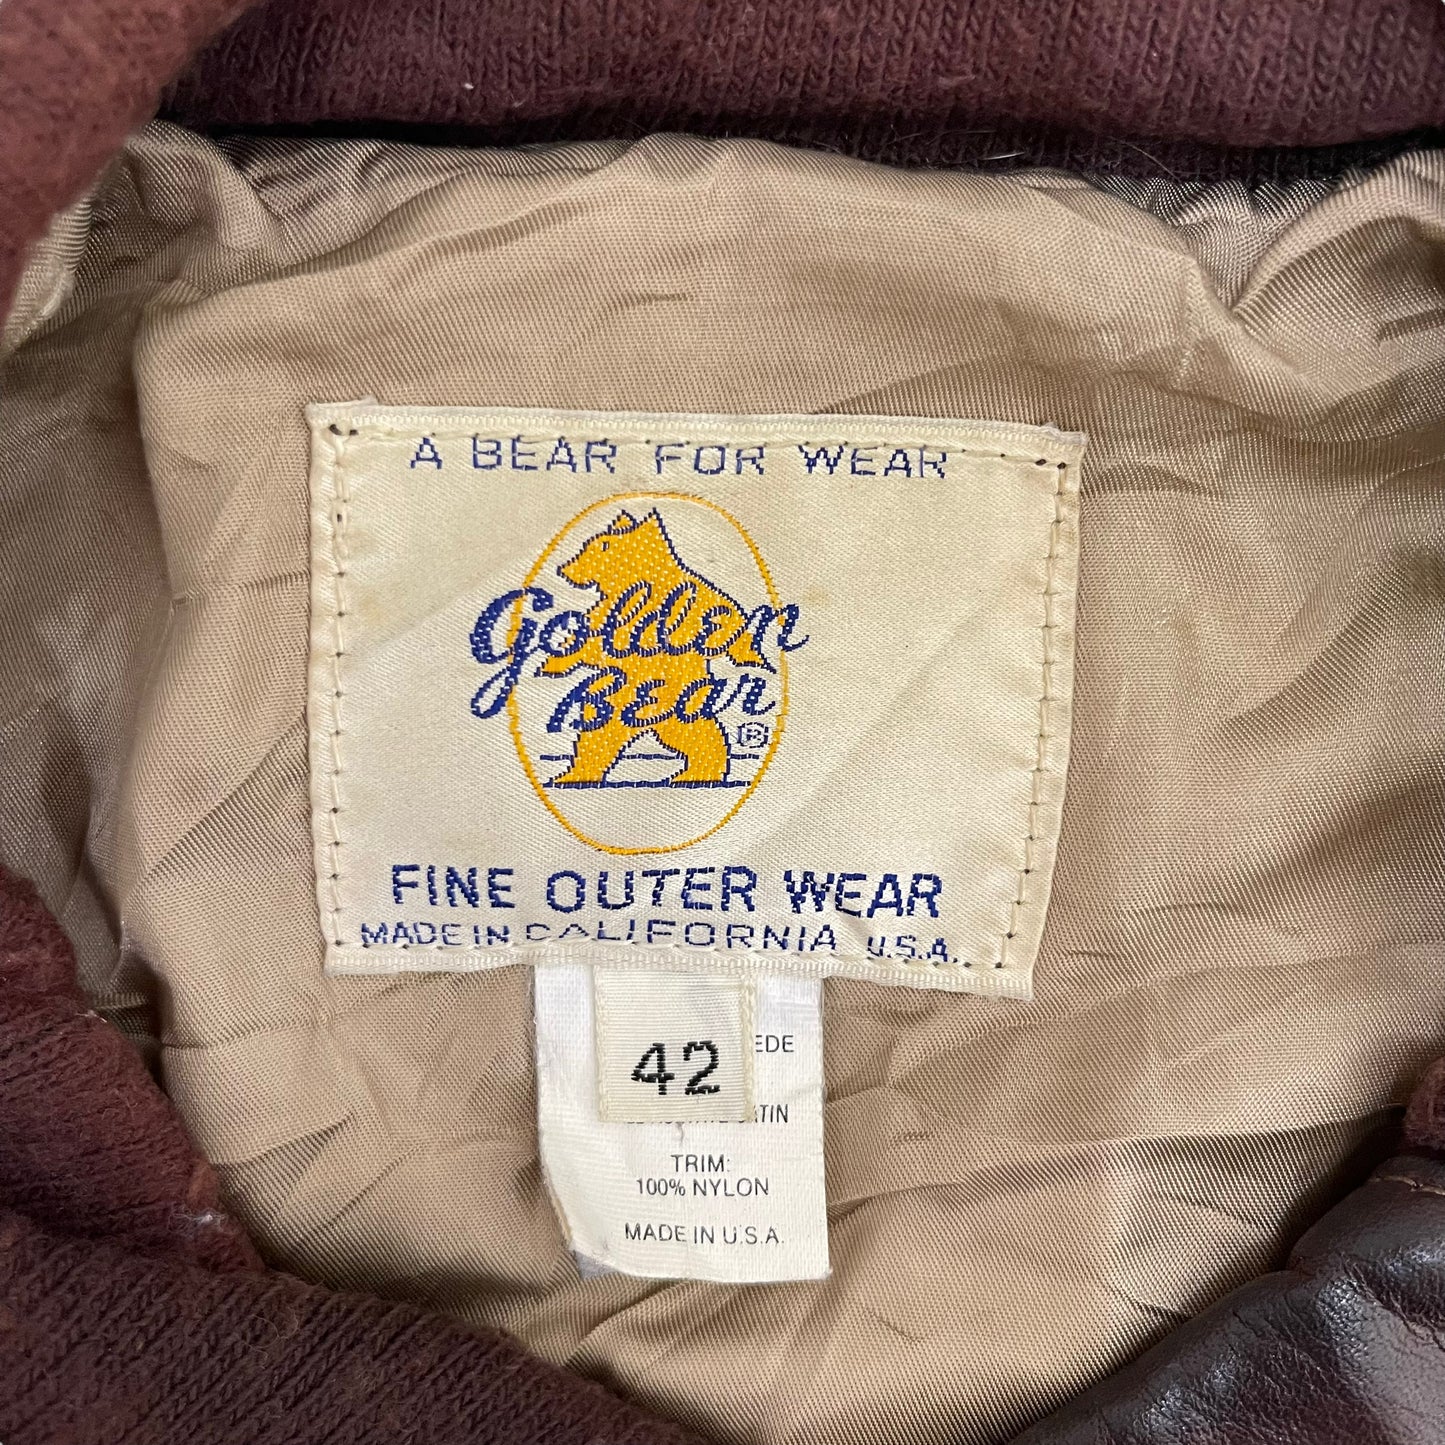 A BEAR FOR WEAR
Golden
Bear
®
FINE OUTER WEAR
MADE IN CALIFORNIA U.S.A.
42
TRIM:
100% NYLON
MADE IN U.S.A.